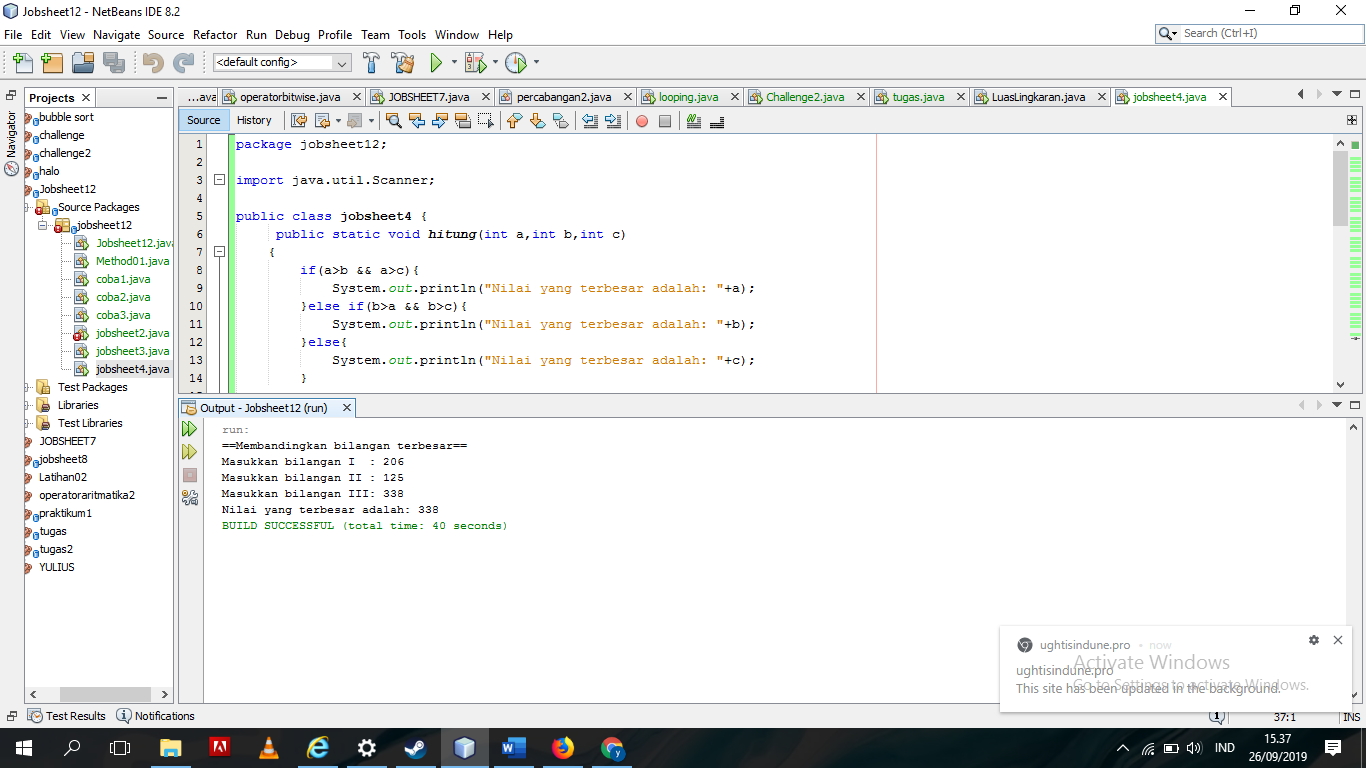 Jobsheet12 - NetBeans IDE 8.2
File Edit View Navigate Source Refactor Run Debug Profile Team Tools Window Help
Search (Ctrl+I)
<default config>
Projects
...ava operatorbitwise.java JOBSHEET7.java percabangan2.java looping.java Challenge2.java tugas.java LuasLingkaran.java jobsheet4.java
Navigator
bubble sort
challenge
challenge2
halo
Jobsheet12
Source Packages
jobsheet12
Jobsheet12.java
Method01.java
coba1.java
coba2.java
coba3.java
jobsheet2.java
jobsheet3.java
jobsheet4.java
Test Packages
Libraries
Test Libraries
JOBSHEET7
jobsheet8
Latihan02
operatoraritmatika2
praktikum1
tugas
tugas2
YULIUS
Source History
1 package jobsheet12;
2
3 import java.util.Scanner;
4
5 public class jobsheet4 {
6 public static void hitung(int a,int b,int c)
7 {
8 if(a>b && a>c){
9 System.out.println("Nilai yang terbesar adalah: "+a);
10 }else if(b>a && b>c){
11 System.out.println("Nilai yang terbesar adalah: "+b);
12 }else{
13 System.out.println("Nilai yang terbesar adalah: "+c);
14 }
Output - Jobsheet12 (run)
run:
==Membandingkan bilangan terbesar==
Masukkan bilangan I  : 206
Masukkan bilangan II : 125
Masukkan bilangan III: 338
Nilai yang terbesar adalah: 338
BUILD SUCCESSFUL (total time: 40 seconds)
ughtisindune.pro • now
ughtisindune.pro
This site has been updated in the background.
Activate Windows
Go to Settings to activate Windows.
Test Results Notifications
37:1 INS
IND
15.37
26/09/2019